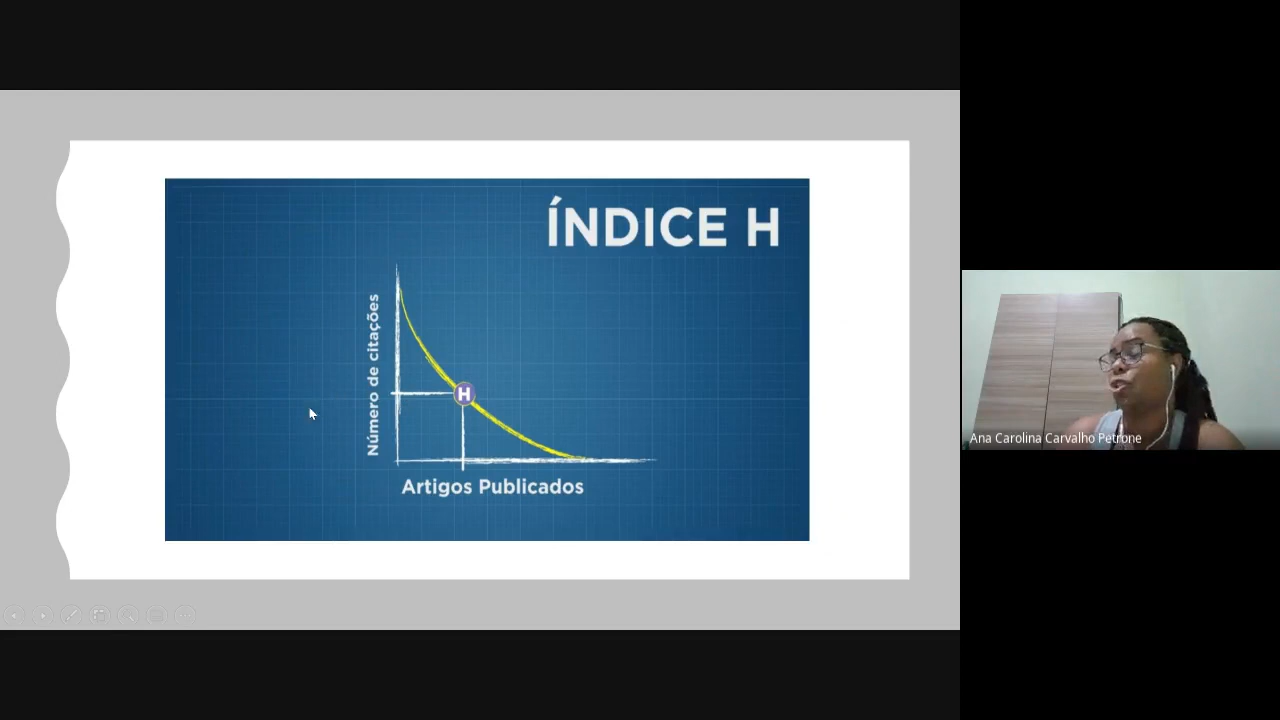 ÍNDICE H
Número de citações
H
Artigos Publicados
Ana Carolina Carvalho Petrone